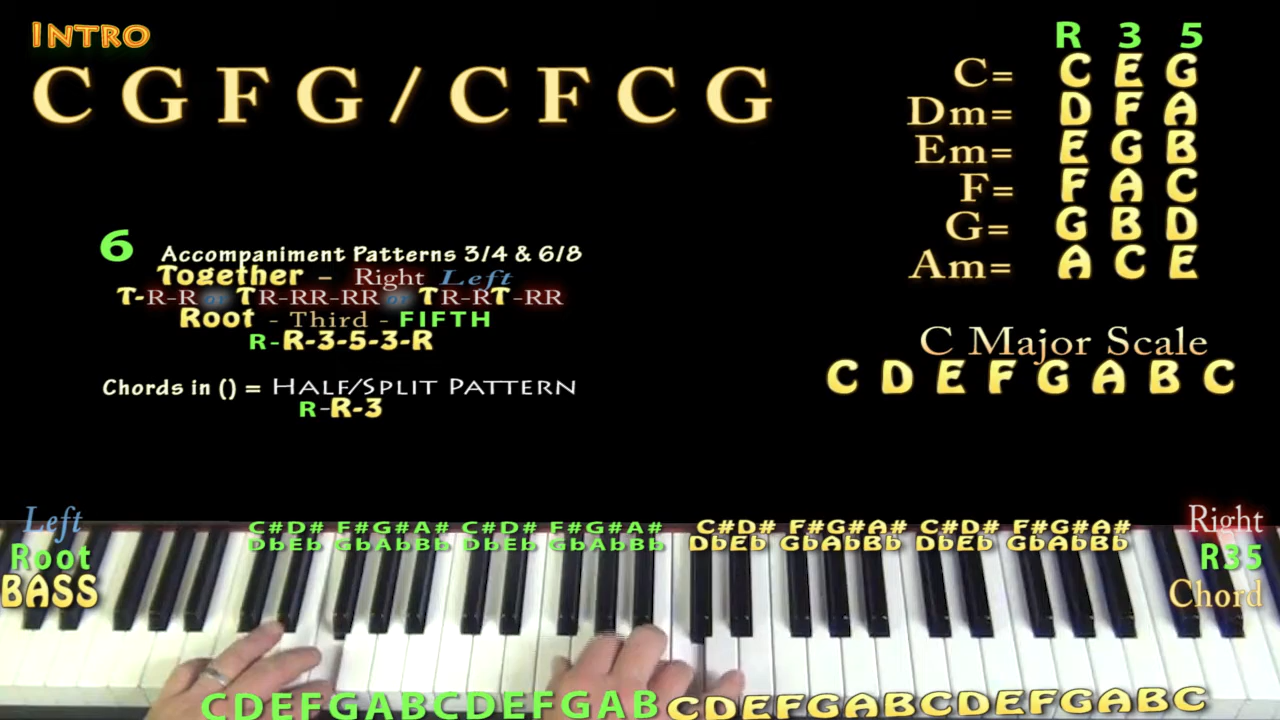 INTRO
C G F G / C F C G
R 3 5
C= C E G
Dm= D F A
Em= E G B
F= F A C
G= G B D
Am= A C E
6 Accompaniment Patterns 3/4 & 6/8
Together - Right Left
T-R-R or TR-RR-RR or TR-RT-RR
Root - Third - FIFTH
R-R-3-5-3-R
Chords in () = HALF/SPLIT PATTERN
R-R-3
C Major Scale
C D E F G A B C
Left
Root
BASS
C#D# F#G#A# C#D# F#G#A# C#D# F#G#A# C#D# F#G#A#
DbEb GbAbBb DbEb GbAbBb DbEb GbAbBb DbEb GbAbBb
Right
R35
Chord
CDEFGABCDEFGAB CDEFGABCDEFGABC